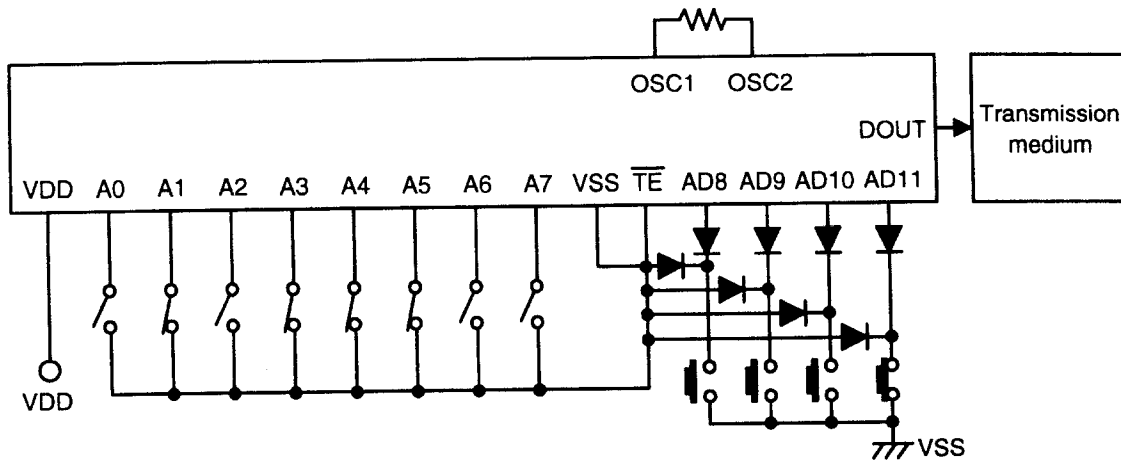 OSC1 OSC2
DOUT
Transmission
medium
VDD A0 A1 A2 A3 A4 A5 A6 A7 VSS T̅E̅ AD8 AD9 AD10 AD11
VDD
VSS